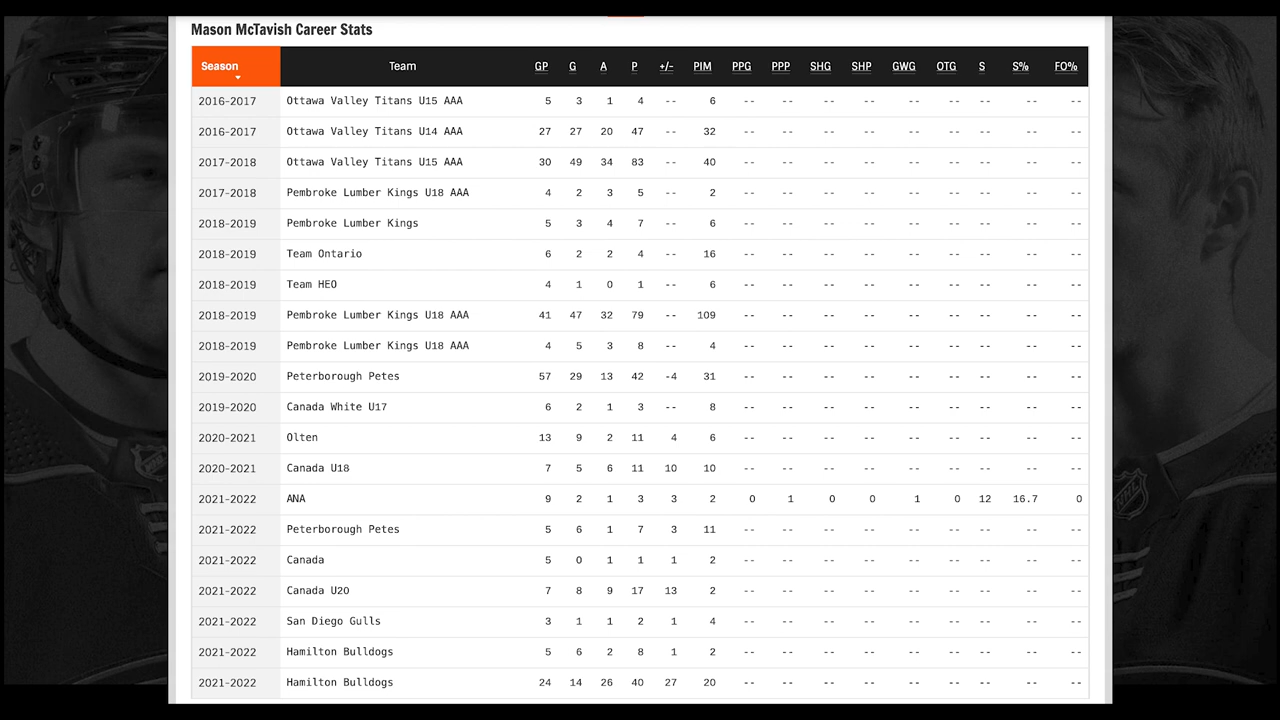 Mason McTavish Career Stats
Season Team GP G A P +/- PIM PPG PPP SHG SHP GWG OTG S S% FO%
2016-2017 Ottawa Valley Titans U15 AAA 5 3 1 4 -- 6 -- -- -- -- -- -- -- -- --
2016-2017 Ottawa Valley Titans U14 AAA 27 27 20 47 -- 32 -- -- -- -- -- -- -- -- --
2017-2018 Ottawa Valley Titans U15 AAA 30 49 34 83 -- 40 -- -- -- -- -- -- -- -- --
2017-2018 Pembroke Lumber Kings U18 AAA 4 2 3 5 -- 2 -- -- -- -- -- -- -- -- --
2018-2019 Pembroke Lumber Kings 5 3 4 7 -- 6 -- -- -- -- -- -- -- -- --
2018-2019 Team Ontario 6 2 2 4 -- 16 -- -- -- -- -- -- -- -- --
2018-2019 Team HEO 4 1 0 1 -- 6 -- -- -- -- -- -- -- -- --
2018-2019 Pembroke Lumber Kings U18 AAA 41 47 32 79 -- 109 -- -- -- -- -- -- -- -- --
2018-2019 Pembroke Lumber Kings U18 AAA 4 5 3 8 -- 4 -- -- -- -- -- -- -- -- --
2019-2020 Peterborough Petes 57 29 13 42 -4 31 -- -- -- -- -- -- -- -- --
2019-2020 Canada White U17 6 2 1 3 -- 8 -- -- -- -- -- -- -- -- --
2020-2021 Olten 13 9 2 11 4 6 -- -- -- -- -- -- -- -- --
2020-2021 Canada U18 7 5 6 11 10 10 -- -- -- -- -- -- -- -- --
2021-2022 ANA 9 2 1 3 3 2 0 1 0 0 1 0 12 16.7 0
2021-2022 Peterborough Petes 5 6 1 7 3 11 -- -- -- -- -- -- -- -- --
2021-2022 Canada 5 0 1 1 1 2 -- -- -- -- -- -- -- -- --
2021-2022 Canada U20 7 8 9 17 13 2 -- -- -- -- -- -- -- -- --
2021-2022 San Diego Gulls 3 1 1 2 1 4 -- -- -- -- -- -- -- -- --
2021-2022 Hamilton Bulldogs 5 6 2 8 1 2 -- -- -- -- -- -- -- -- --
2021-2022 Hamilton Bulldogs 24 14 26 40 27 20 -- -- -- -- -- -- -- -- --
NHL
NHL